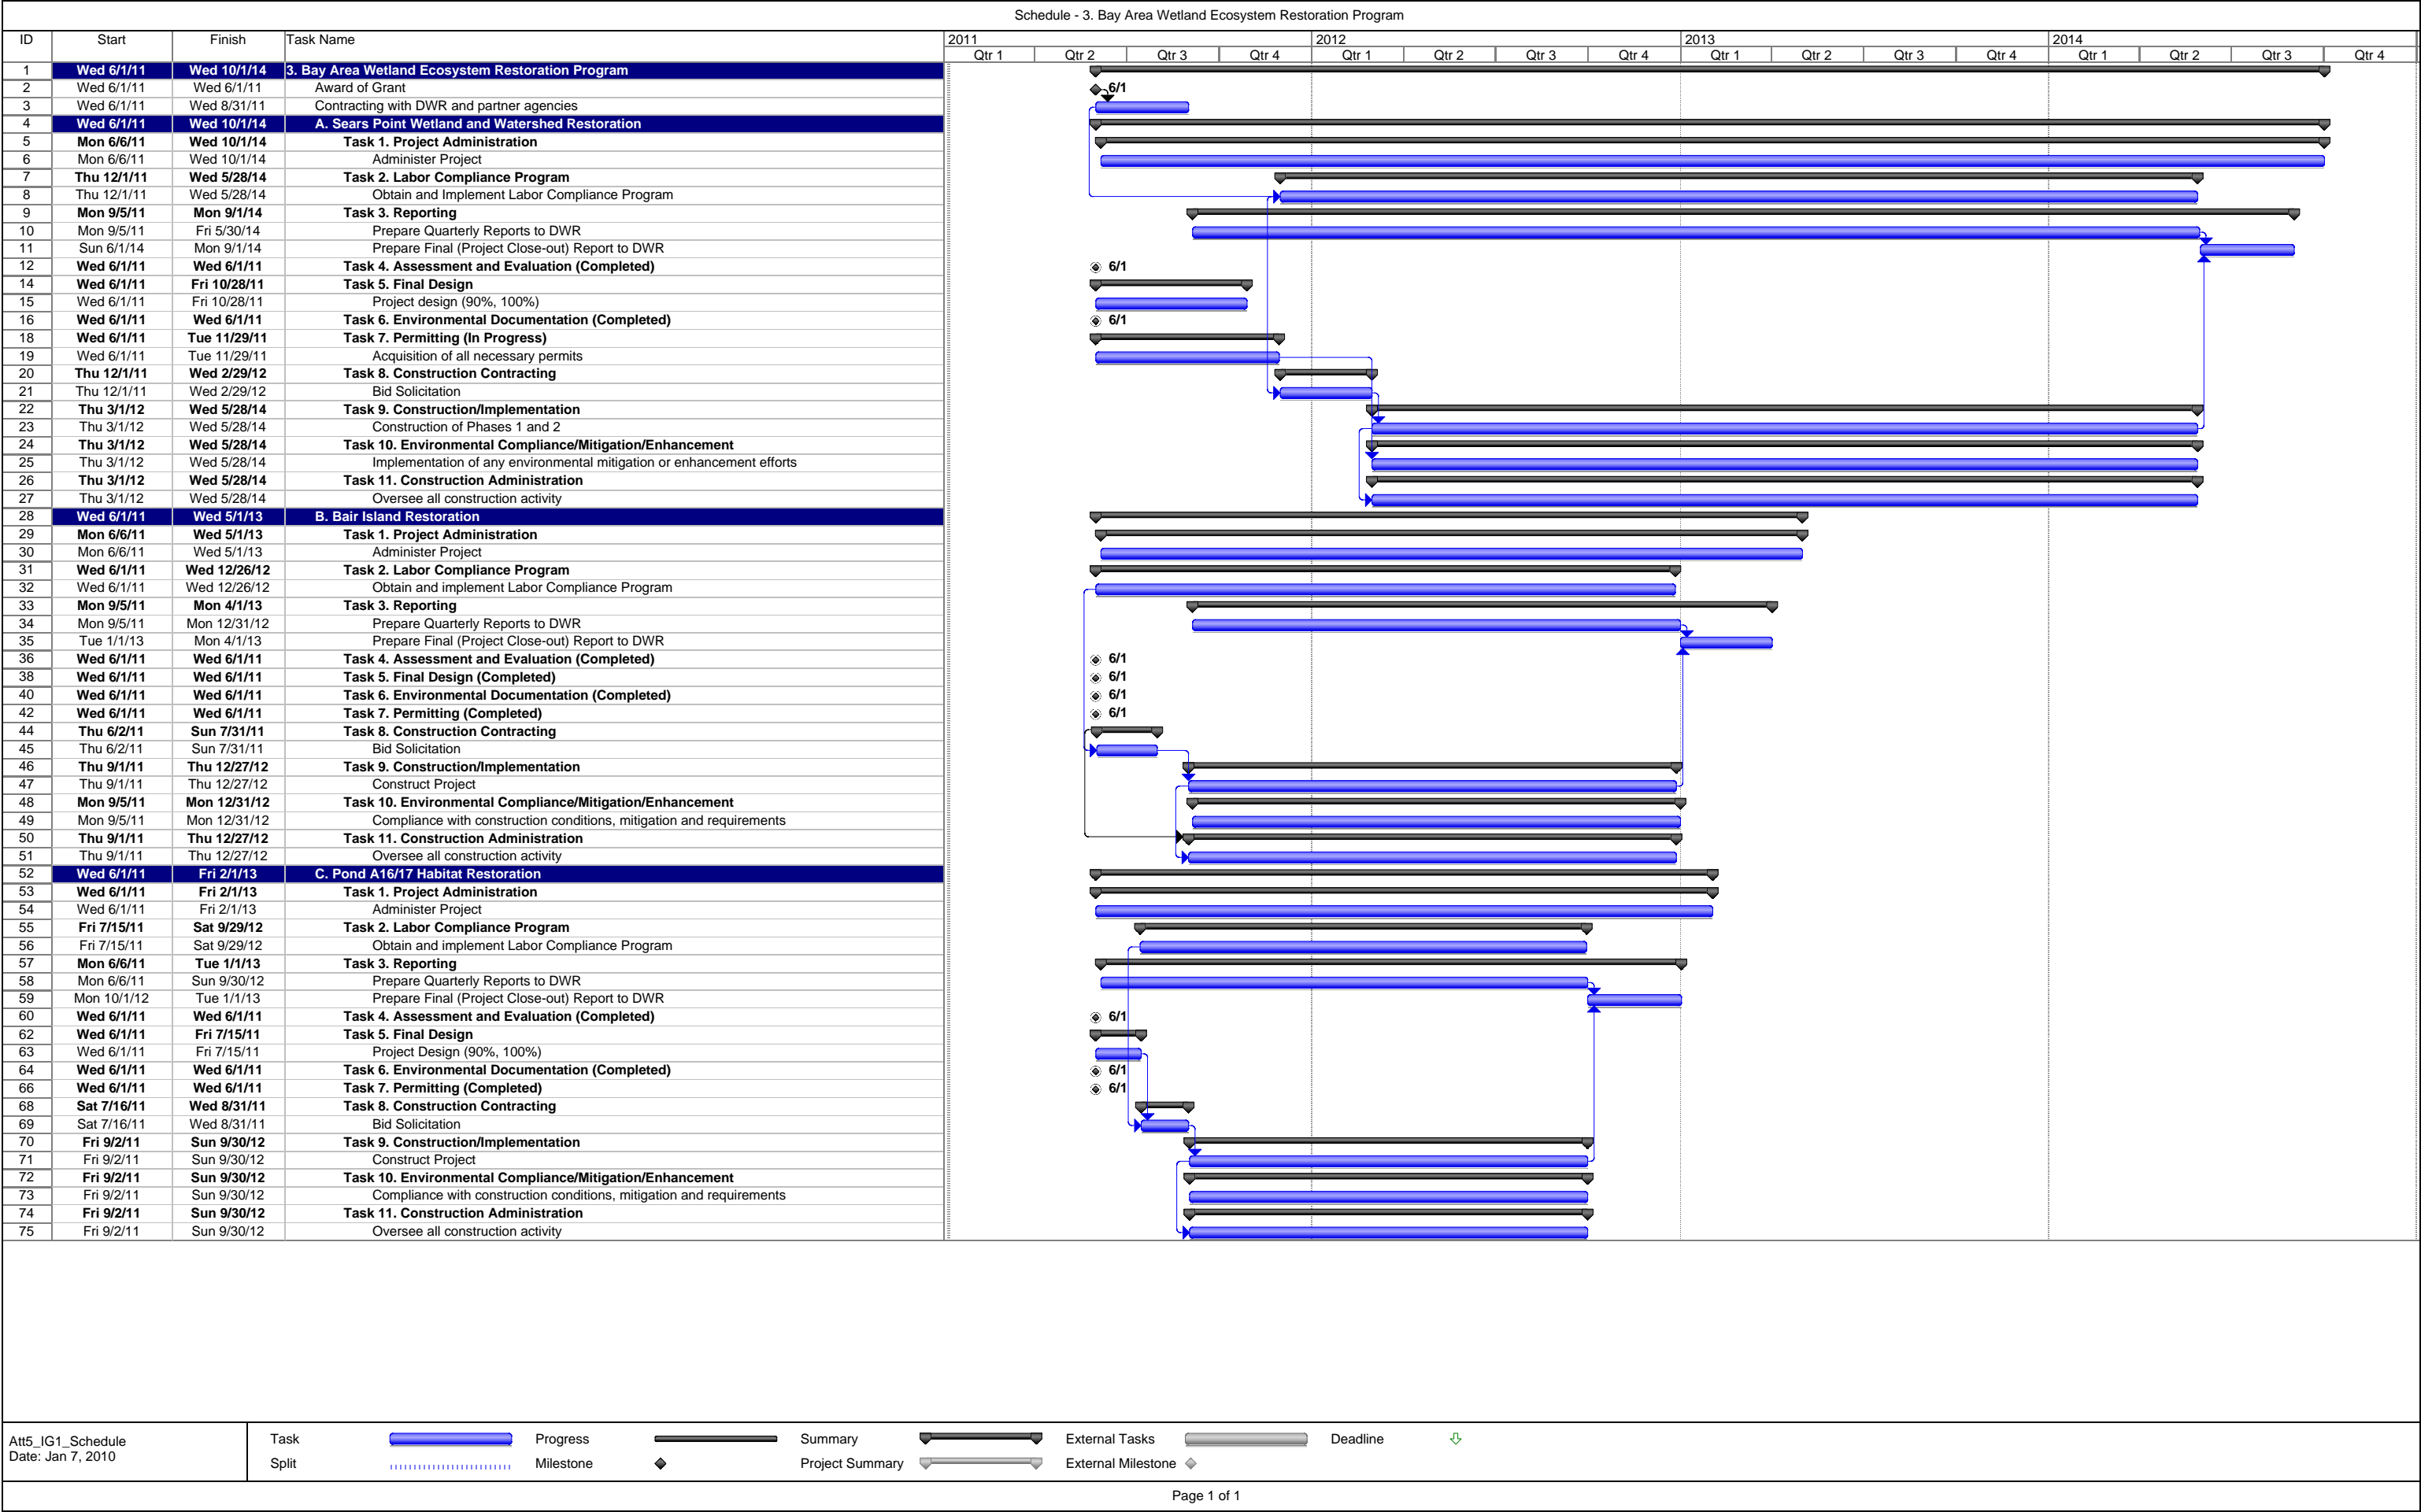 Schedule - 3. Bay Area Wetland Ecosystem Restoration Program
ID Start Finish Task Name 2011 2012 2013 2014
Qtr 1 Qtr 2 Qtr 3 Qtr 4 Qtr 1 Qtr 2 Qtr 3 Qtr 4 Qtr 1 Qtr 2 Qtr 3 Qtr 4 Qtr 1 Qtr 2 Qtr 3 Qtr 4
1 Wed 6/1/11 Wed 10/1/14 3. Bay Area Wetland Ecosystem Restoration Program
2 Wed 6/1/11 Wed 6/1/11 Award of Grant 6/1
3 Wed 6/1/11 Wed 8/31/11 Contracting with DWR and partner agencies
4 Wed 6/1/11 Wed 10/1/14 A. Sears Point Wetland and Watershed Restoration
5 Mon 6/6/11 Wed 10/1/14 Task 1. Project Administration
6 Mon 6/6/11 Wed 10/1/14 Administer Project
7 Thu 12/1/11 Wed 5/28/14 Task 2. Labor Compliance Program
8 Thu 12/1/11 Wed 5/28/14 Obtain and Implement Labor Compliance Program
9 Mon 9/5/11 Mon 9/1/14 Task 3. Reporting
10 Mon 9/5/11 Fri 5/30/14 Prepare Quarterly Reports to DWR
11 Sun 6/1/14 Mon 9/1/14 Prepare Final (Project Close-out) Report to DWR
12 Wed 6/1/11 Wed 6/1/11 Task 4. Assessment and Evaluation (Completed) 6/1
14 Wed 6/1/11 Fri 10/28/11 Task 5. Final Design
15 Wed 6/1/11 Fri 10/28/11 Project design (90%, 100%)
16 Wed 6/1/11 Wed 6/1/11 Task 6. Environmental Documentation (Completed) 6/1
18 Wed 6/1/11 Tue 11/29/11 Task 7. Permitting (In Progress)
19 Wed 6/1/11 Tue 11/29/11 Acquisition of all necessary permits
20 Thu 12/1/11 Wed 2/29/12 Task 8. Construction Contracting
21 Thu 12/1/11 Wed 2/29/12 Bid Solicitation
22 Thu 3/1/12 Wed 5/28/14 Task 9. Construction/Implementation
23 Thu 3/1/12 Wed 5/28/14 Construction of Phases 1 and 2
24 Thu 3/1/12 Wed 5/28/14 Task 10. Environmental Compliance/Mitigation/Enhancement
25 Thu 3/1/12 Wed 5/28/14 Implementation of any environmental mitigation or enhancement efforts
26 Thu 3/1/12 Wed 5/28/14 Task 11. Construction Administration
27 Thu 3/1/12 Wed 5/28/14 Oversee all construction activity
28 Wed 6/1/11 Wed 5/1/13 B. Bair Island Restoration
29 Mon 6/6/11 Wed 5/1/13 Task 1. Project Administration
30 Mon 6/6/11 Wed 5/1/13 Administer Project
31 Wed 6/1/11 Wed 12/26/12 Task 2. Labor Compliance Program
32 Wed 6/1/11 Wed 12/26/12 Obtain and implement Labor Compliance Program
33 Mon 9/5/11 Mon 4/1/13 Task 3. Reporting
34 Mon 9/5/11 Mon 12/31/12 Prepare Quarterly Reports to DWR
35 Tue 1/1/13 Mon 4/1/13 Prepare Final (Project Close-out) Report to DWR
36 Wed 6/1/11 Wed 6/1/11 Task 4. Assessment and Evaluation (Completed) 6/1
38 Wed 6/1/11 Wed 6/1/11 Task 5. Final Design (Completed) 6/1
40 Wed 6/1/11 Wed 6/1/11 Task 6. Environmental Documentation (Completed) 6/1
42 Wed 6/1/11 Wed 6/1/11 Task 7. Permitting (Completed) 6/1
44 Thu 6/2/11 Sun 7/31/11 Task 8. Construction Contracting
45 Thu 6/2/11 Sun 7/31/11 Bid Solicitation
46 Thu 9/1/11 Thu 12/27/12 Task 9. Construction/Implementation
47 Thu 9/1/11 Thu 12/27/12 Construct Project
48 Mon 9/5/11 Mon 12/31/12 Task 10. Environmental Compliance/Mitigation/Enhancement
49 Mon 9/5/11 Mon 12/31/12 Compliance with construction conditions, mitigation and requirements
50 Thu 9/1/11 Thu 12/27/12 Task 11. Construction Administration
51 Thu 9/1/11 Thu 12/27/12 Oversee all construction activity
52 Wed 6/1/11 Fri 2/1/13 C. Pond A16/17 Habitat Restoration
53 Wed 6/1/11 Fri 2/1/13 Task 1. Project Administration
54 Wed 6/1/11 Fri 2/1/13 Administer Project
55 Fri 7/15/11 Sat 9/29/12 Task 2. Labor Compliance Program
56 Fri 7/15/11 Sat 9/29/12 Obtain and implement Labor Compliance Program
57 Mon 6/6/11 Tue 1/1/13 Task 3. Reporting
58 Mon 6/6/11 Sun 9/30/12 Prepare Quarterly Reports to DWR
59 Mon 10/1/12 Tue 1/1/13 Prepare Final (Project Close-out) Report to DWR
60 Wed 6/1/11 Wed 6/1/11 Task 4. Assessment and Evaluation (Completed) 6/1
62 Wed 6/1/11 Fri 7/15/11 Task 5. Final Design
63 Wed 6/1/11 Fri 7/15/11 Project Design (90%, 100%)
64 Wed 6/1/11 Wed 6/1/11 Task 6. Environmental Documentation (Completed) 6/1
66 Wed 6/1/11 Wed 6/1/11 Task 7. Permitting (Completed) 6/1
68 Sat 7/16/11 Wed 8/31/11 Task 8. Construction Contracting
69 Sat 7/16/11 Wed 8/31/11 Bid Solicitation
70 Fri 9/2/11 Sun 9/30/12 Task 9. Construction/Implementation
71 Fri 9/2/11 Sun 9/30/12 Construct Project
72 Fri 9/2/11 Sun 9/30/12 Task 10. Environmental Compliance/Mitigation/Enhancement
73 Fri 9/2/11 Sun 9/30/12 Compliance with construction conditions, mitigation and requirements
74 Fri 9/2/11 Sun 9/30/12 Task 11. Construction Administration
75 Fri 9/2/11 Sun 9/30/12 Oversee all construction activity
Att5_IG1_Schedule
Date: Jan 7, 2010
Task Progress Summary External Tasks Deadline
Split Milestone Project Summary External Milestone
Page 1 of 1